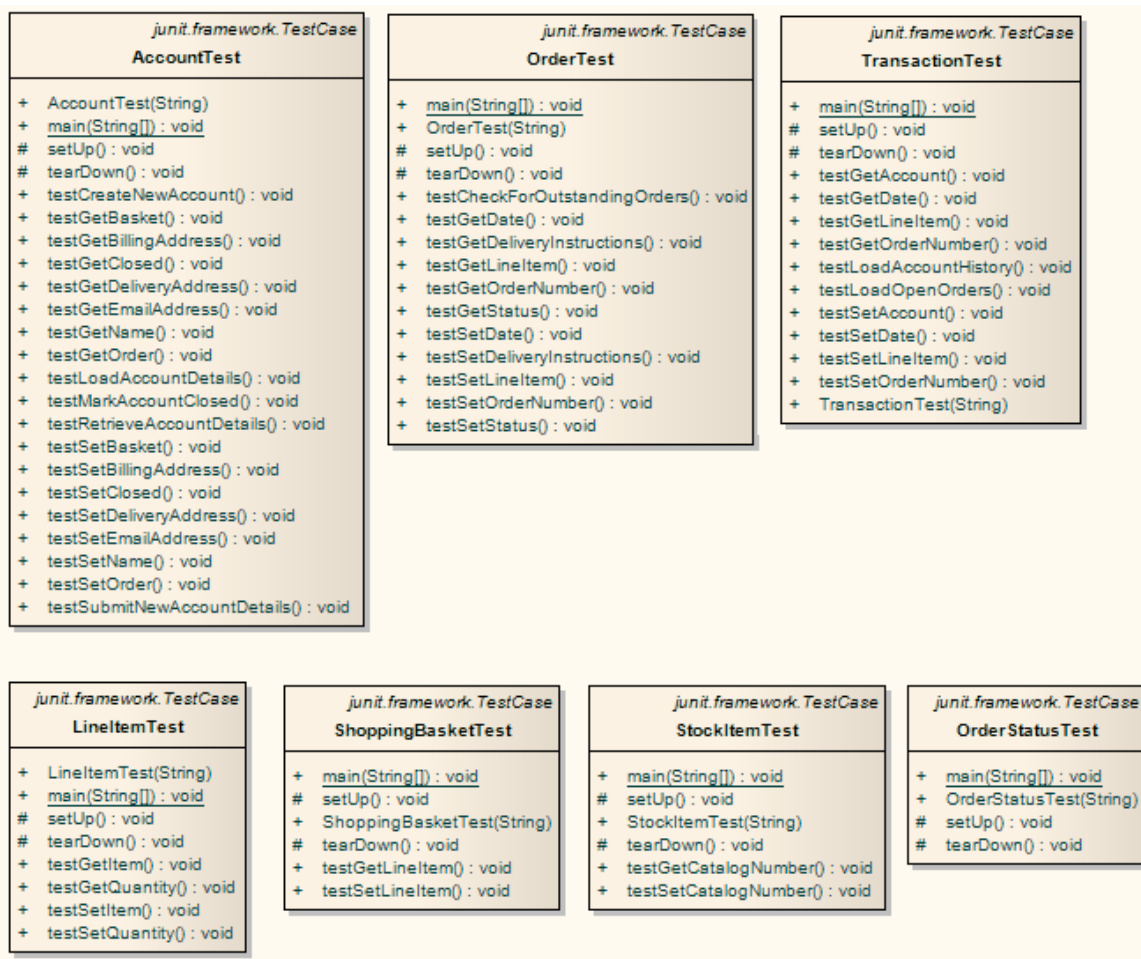 junit.framework.TestCase
AccountTest
+ AccountTest(String)
+ main(String[]) : void
# setUp() : void
# tearDown() : void
+ testCreateNewAccount() : void
+ testGetBasket() : void
+ testGetBillingAddress() : void
+ testGetClosed() : void
+ testGetDeliveryAddress() : void
+ testGetEmailAddress() : void
+ testGetName() : void
+ testGetOrder() : void
+ testLoadAccountDetails() : void
+ testMarkAccountClosed() : void
+ testRetrieveAccountDetails() : void
+ testSetBasket() : void
+ testSetBillingAddress() : void
+ testSetClosed() : void
+ testSetDeliveryAddress() : void
+ testSetEmailAddress() : void
+ testSetName() : void
+ testSetOrder() : void
+ testSubmitNewAccountDetails() : void
junit.framework.TestCase
OrderTest
+ main(String[]) : void
+ OrderTest(String)
# setUp() : void
# tearDown() : void
+ testCheckForOutstandingOrders() : void
+ testGetDate() : void
+ testGetDeliveryInstructions() : void
+ testGetLineItem() : void
+ testGetOrderNumber() : void
+ testGetStatus() : void
+ testSetDate() : void
+ testSetDeliveryInstructions() : void
+ testSetLineItem() : void
+ testSetOrderNumber() : void
+ testSetStatus() : void
junit.framework.TestCase
TransactionTest
+ main(String[]) : void
# setUp() : void
# tearDown() : void
+ testGetAccount() : void
+ testGetDate() : void
+ testGetLineItem() : void
+ testGetOrderNumber() : void
+ testLoadAccountHistory() : void
+ testLoadOpenOrders() : void
+ testSetAccount() : void
+ testSetDate() : void
+ testSetLineItem() : void
+ testSetOrderNumber() : void
+ TransactionTest(String)
junit.framework.TestCase
LineItemTest
+ LineItemTest(String)
+ main(String[]) : void
# setUp() : void
# tearDown() : void
+ testGetItem() : void
+ testGetQuantity() : void
+ testSetItem() : void
+ testSetQuantity() : void
junit.framework.TestCase
ShoppingBasketTest
+ main(String[]) : void
# setUp() : void
+ ShoppingBasketTest(String)
# tearDown() : void
+ testGetLineItem() : void
+ testSetLineItem() : void
junit.framework.TestCase
StockItemTest
+ main(String[]) : void
# setUp() : void
+ StockItemTest(String)
# tearDown() : void
+ testGetCatalogNumber() : void
+ testSetCatalogNumber() : void
junit.framework.TestCase
OrderStatusTest
+ main(String[]) : void
+ OrderStatusTest(String)
# setUp() : void
# tearDown() : void